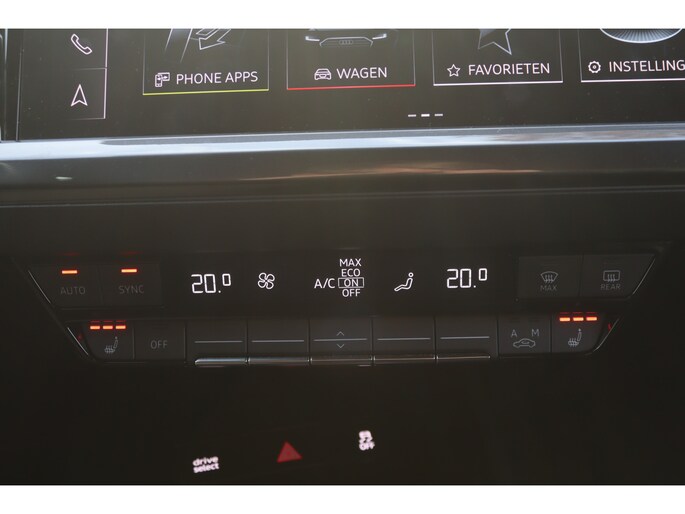 PHONE APPS
WAGEN
FAVORIETEN
INSTELLING
AUTO
SYNC
20.0
MAX
ECO
A/C ON
OFF
20.0
MAX
REAR
OFF
A M
drive
select
OFF